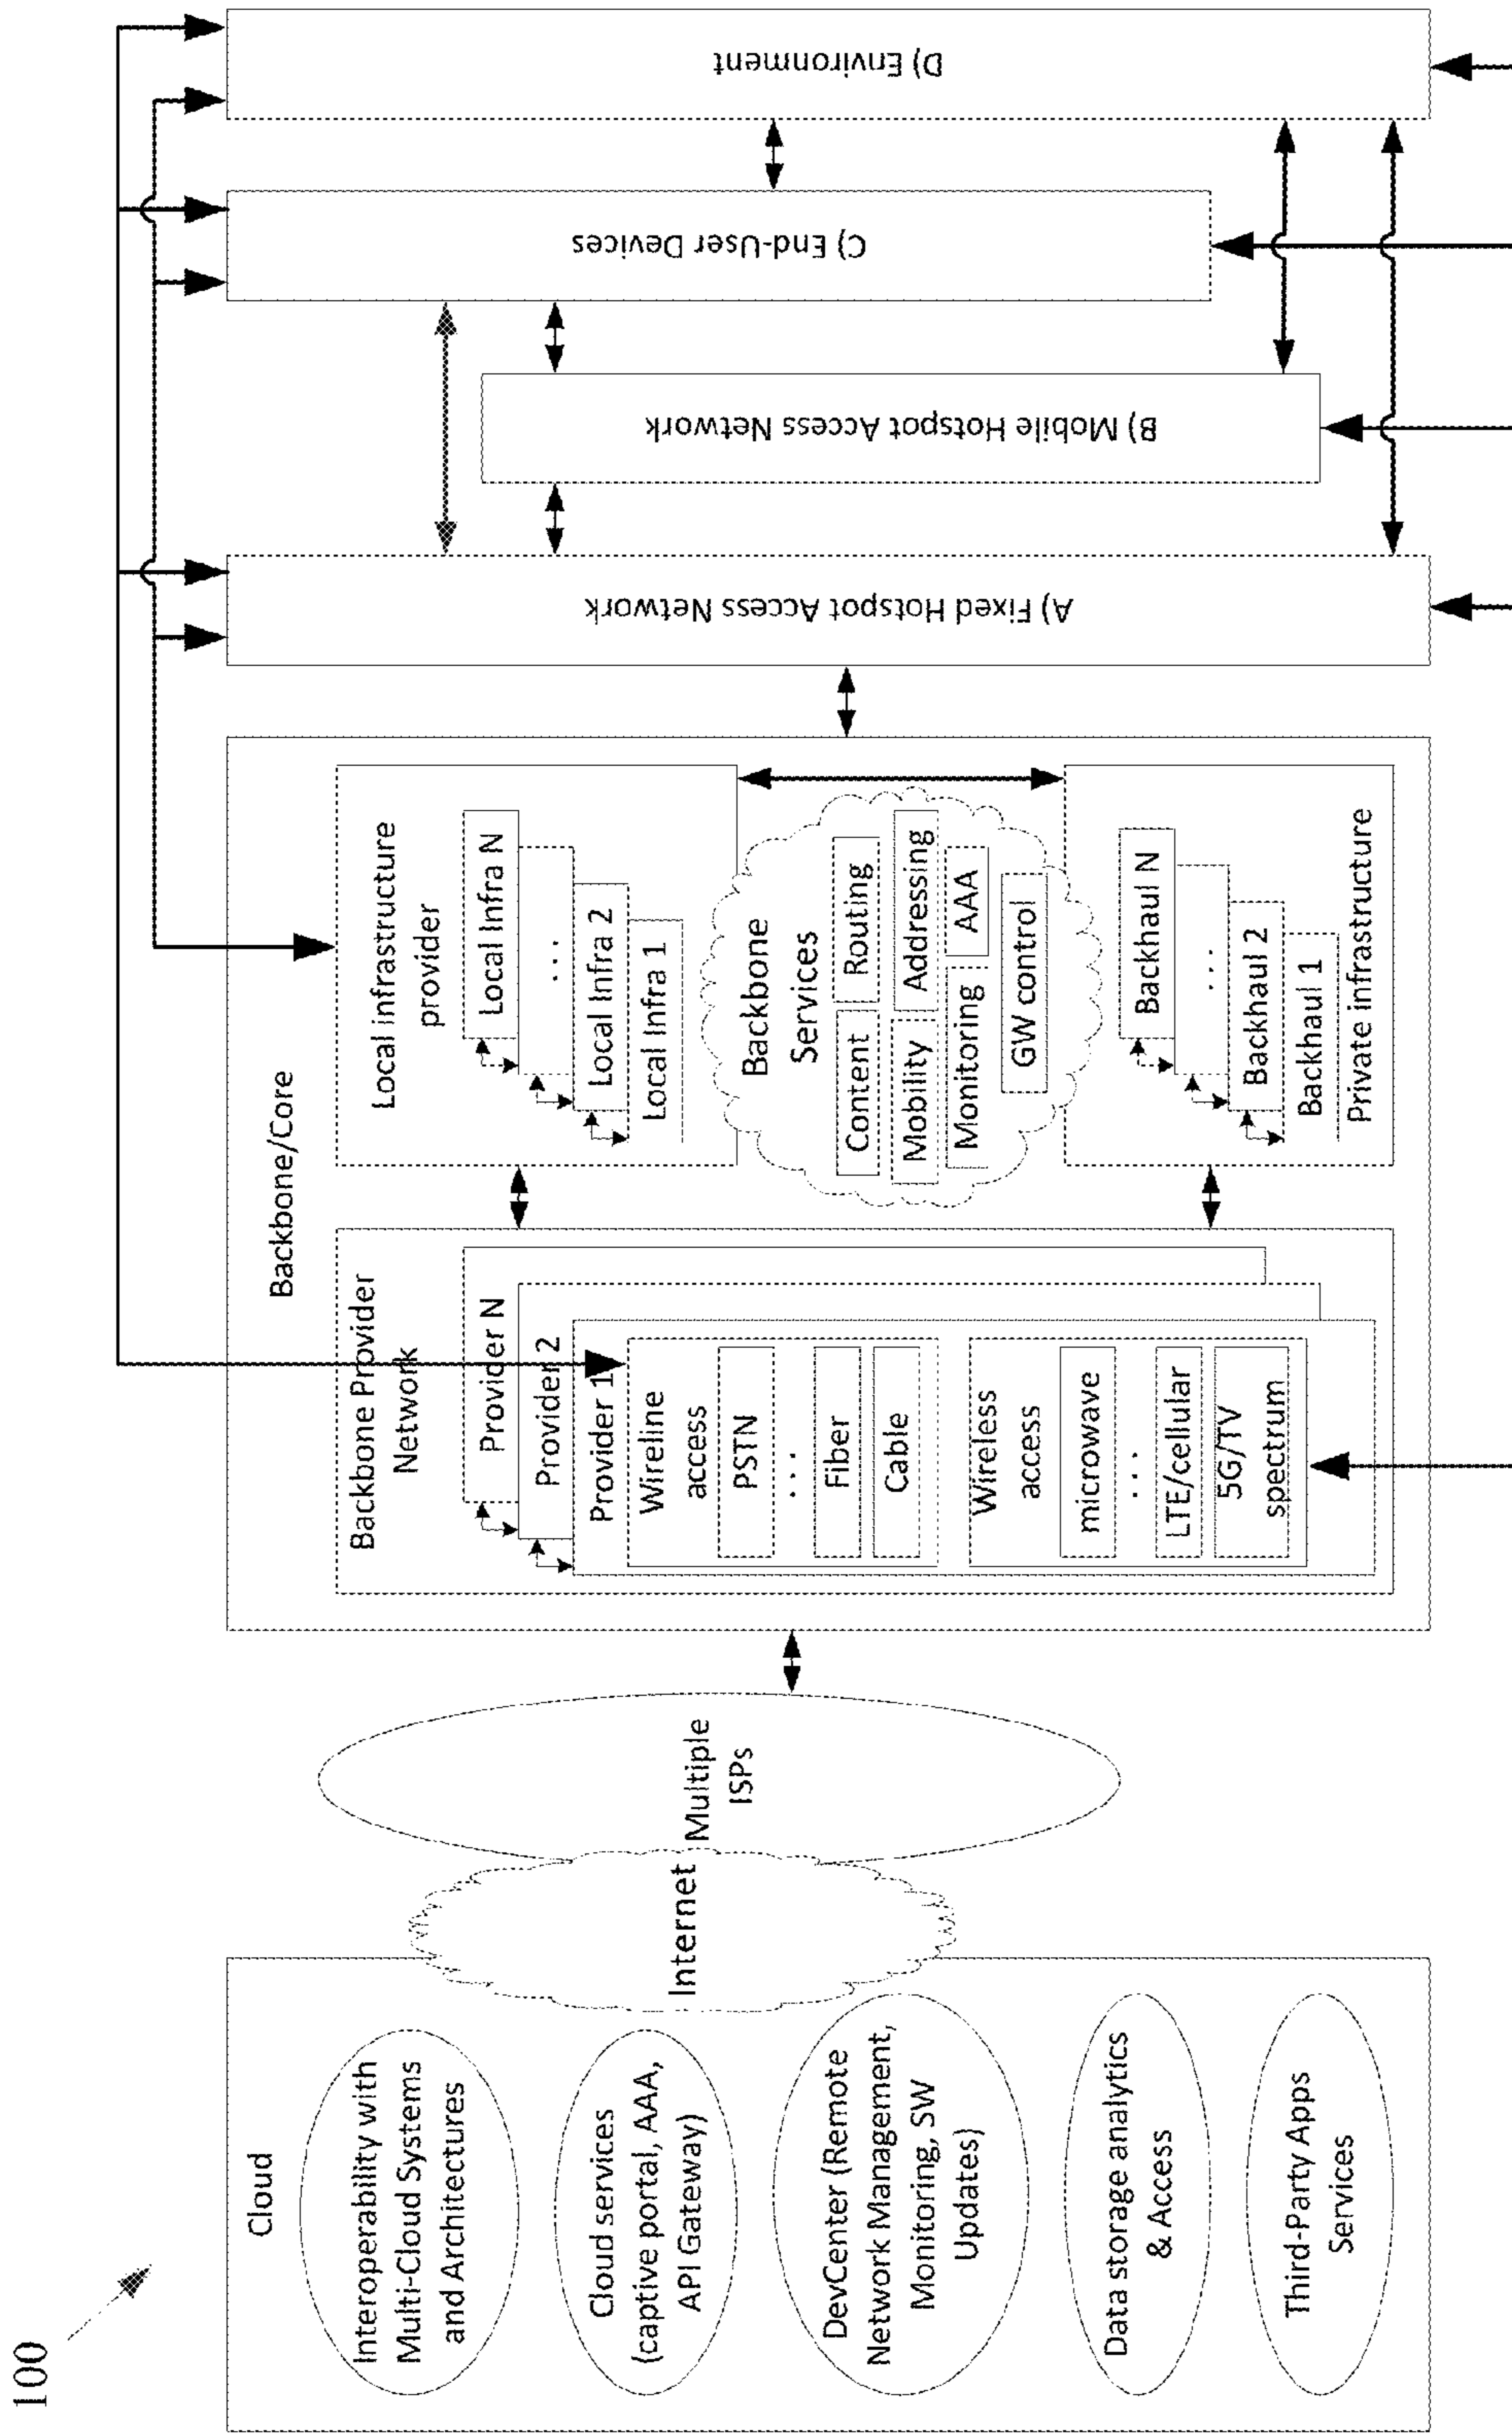 100
Cloud
Interoperability with
Multi-Cloud Systems
and Architectures
Cloud services
(captive portal, AAA,
API Gateway)
DevCenter (Remote
Network Management,
Monitoring, SW
Updates)
Data storage analytics
& Access
Third-Party Apps
Services
Internet
Multiple
ISPs
Backbone/Core
Backbone Provider
Network
Provider N
Provider 2
Provider 1
Wireline
access
PSTN
...
Fiber
Cable
Wireless
access
microwave
...
LTE/cellular
5G/TV
spectrum
Local infrastructure
provider
Local Infra N
...
Local Infra 2
Local Infra 1
Backbone
Services
Content
Routing
Mobility
Addressing
Monitoring
AAA
GW control
Backhaul N
...
Backhaul 2
Backhaul 1
Private infrastructure
A) Fixed Hotspot Access Network
B) Mobile Hotspot Access Network
C) End-User Devices
D) Environment